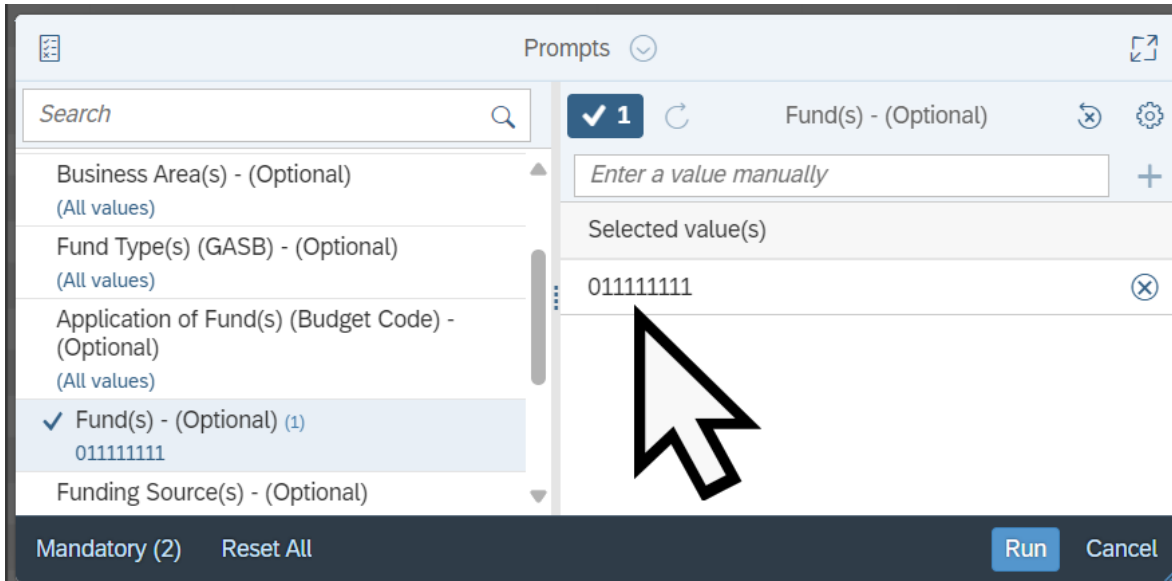 Prompts
Search
Business Area(s) - (Optional)
(All values)
Fund Type(s) (GASB) - (Optional)
(All values)
Application of Fund(s) (Budget Code) -
(Optional)
(All values)
Fund(s) - (Optional) (1)
011111111
Funding Source(s) - (Optional)
1
Fund(s) - (Optional)
Enter a value manually
Selected value(s)
011111111
Mandatory (2)
Reset All
Run
Cancel